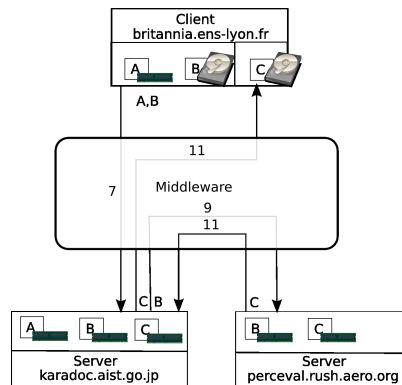 Client
britannia.ens-lyon.fr
A B C
A,B
11
7
Middleware
9
11
C B C
A B C B C
Server
karadoc.aist.go.jp
Server
perceval.rush.aero.org